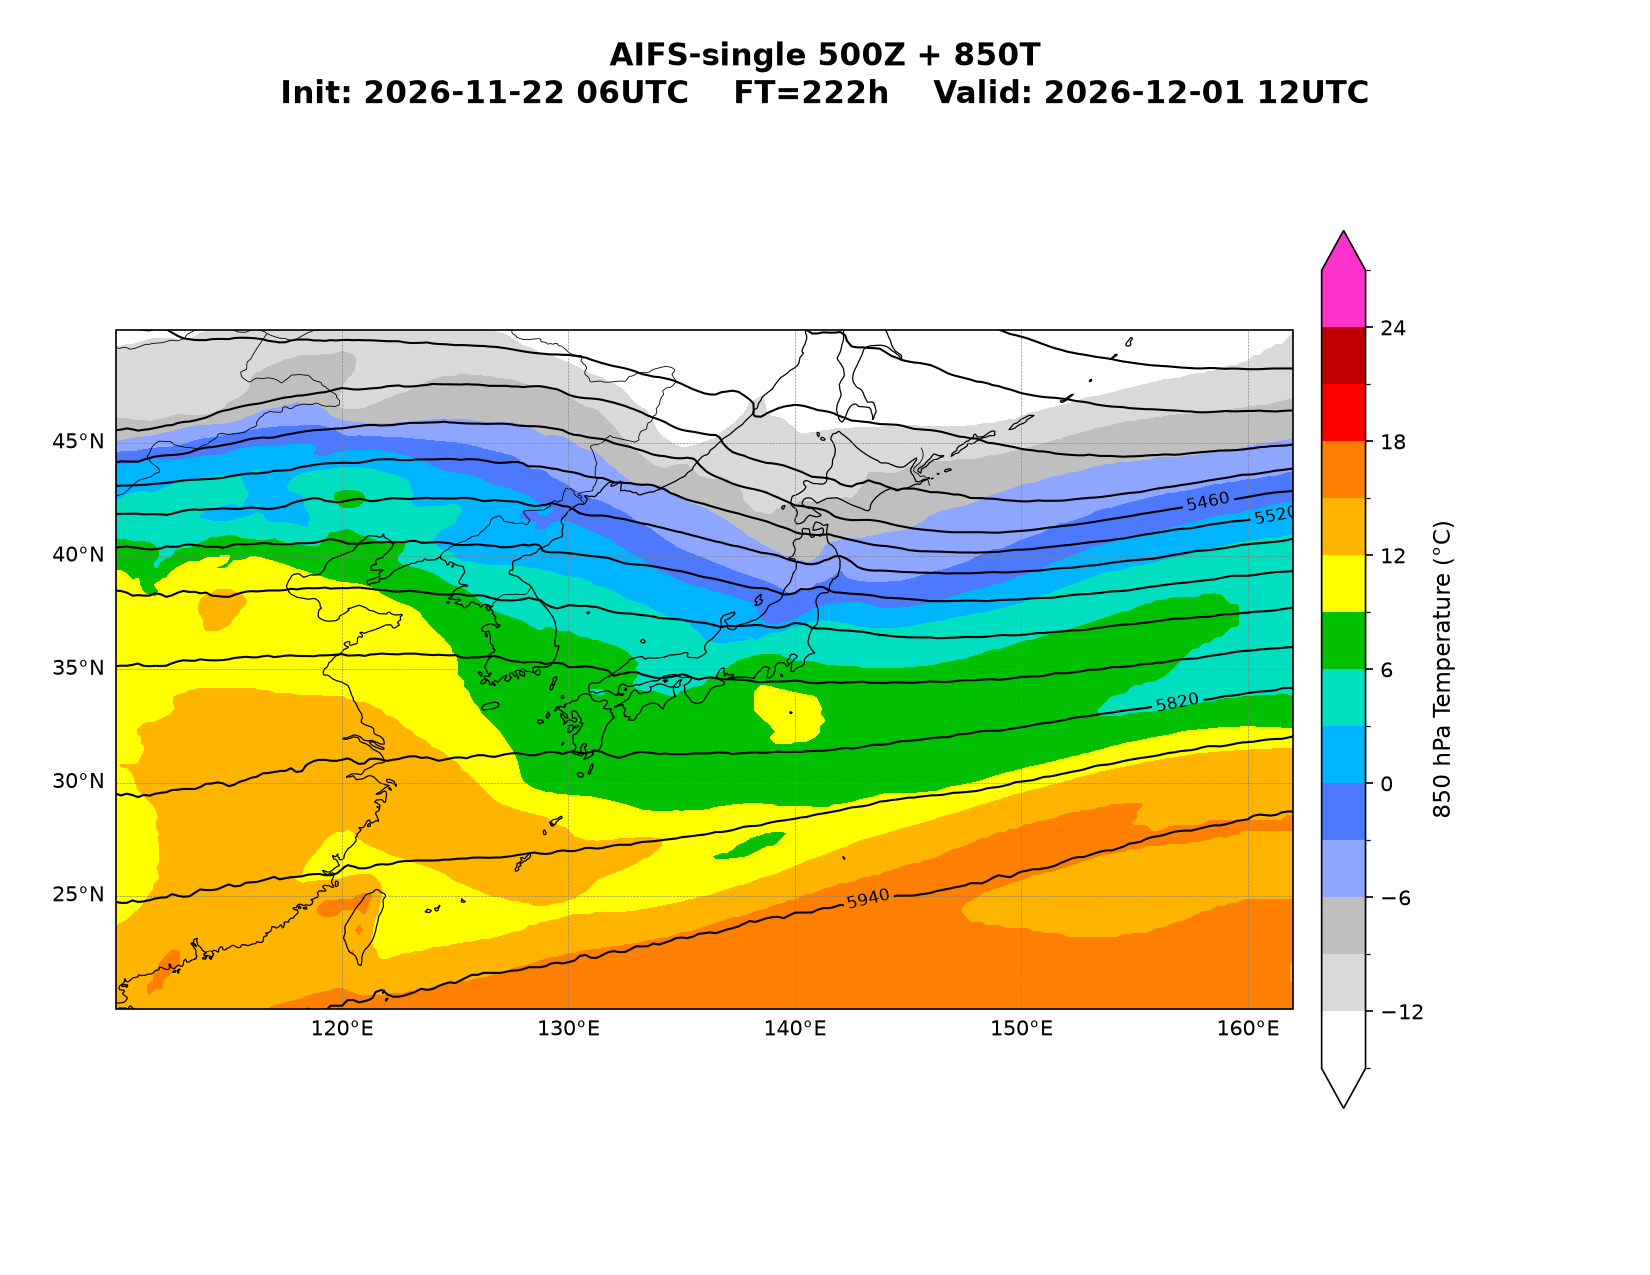 AIFS-single 500Z + 850T
Init: 2026-11-22 06UTC    FT=222h    Valid: 2026-12-01 12UTC
24
18
12
6
0
−6
−12
850 hPa Temperature (°C)
45°N
40°N
35°N
30°N
25°N
5460
5520
5820
5940
120°E
130°E
140°E
150°E
160°E